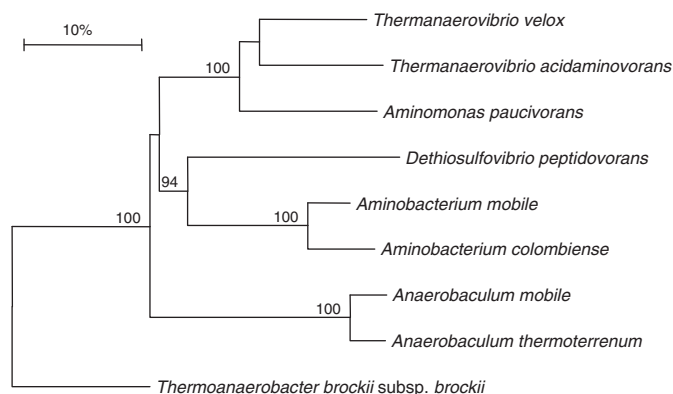 10%
Thermanaerovibrio velox
100
Thermanaerovibrio acidaminovorans
Aminomonas paucivorans
Dethiosulfovibrio peptidovorans
94
Aminobacterium mobile
100
100
Aminobacterium colombiense
Anaerobaculum mobile
100
Anaerobaculum thermoterrenum
Thermoanaerobacter brockii subsp. brockii